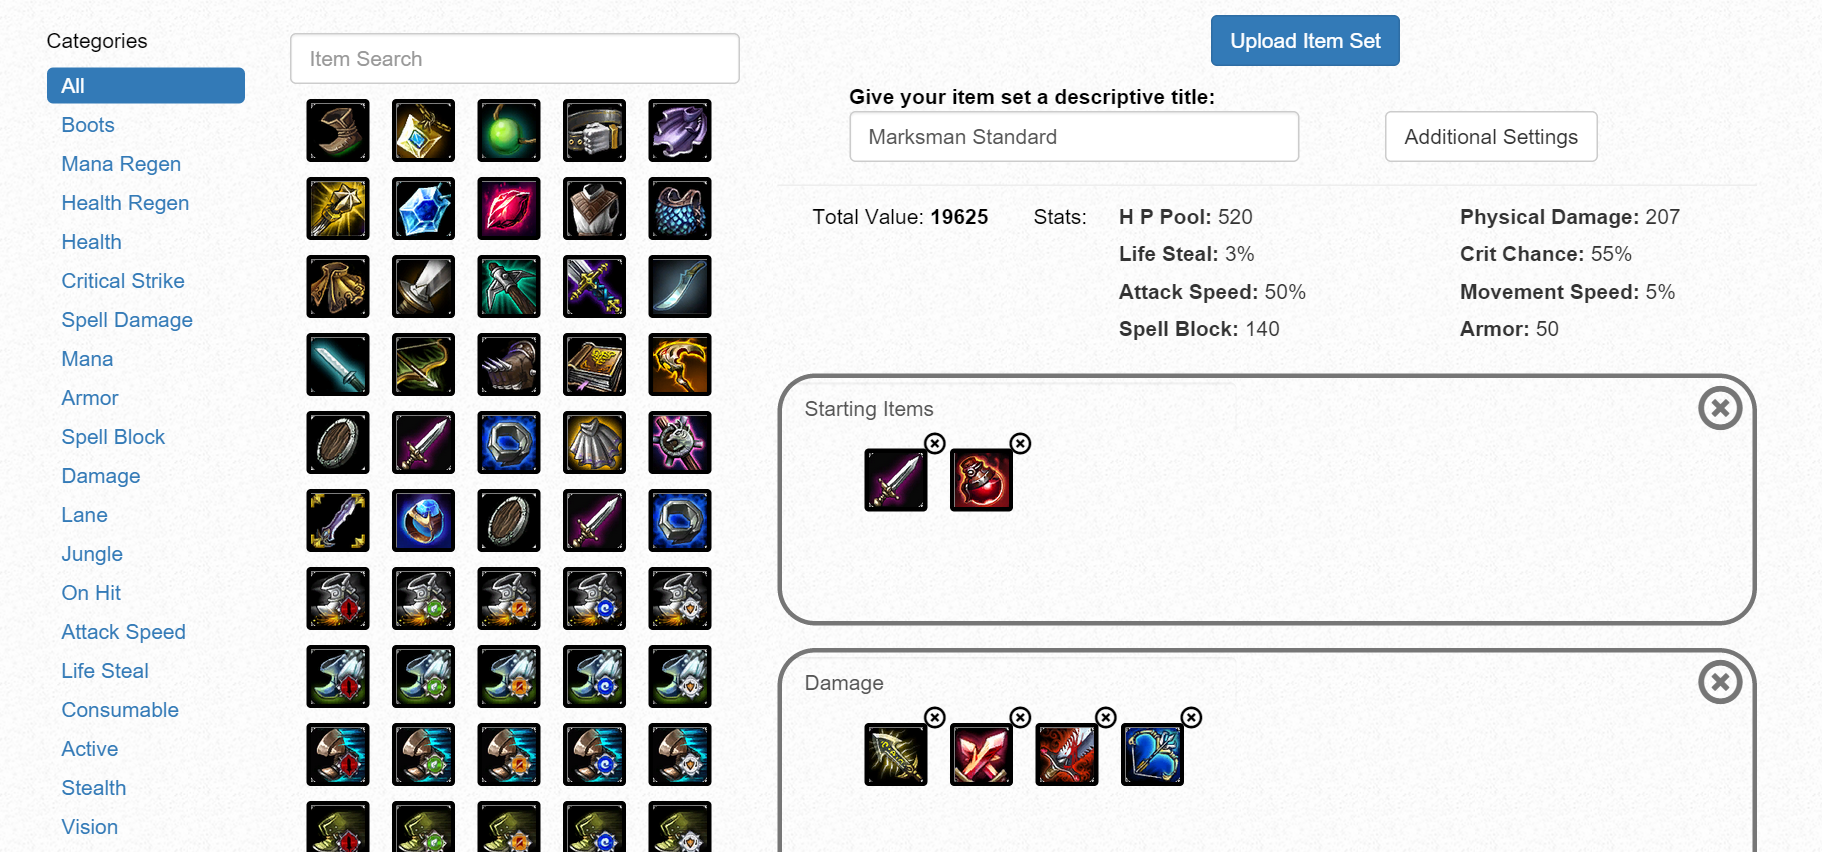 Categories
All
Boots
Mana Regen
Health Regen
Health
Critical Strike
Spell Damage
Mana
Armor
Spell Block
Damage
Lane
Jungle
On Hit
Attack Speed
Life Steal
Consumable
Active
Stealth
Vision
Item Search
Upload Item Set
Give your item set a descriptive title:
Marksman Standard
Additional Settings
Total Value: 19625
Stats:
H P Pool: 520
Life Steal: 3%
Attack Speed: 50%
Spell Block: 140
Physical Damage: 207
Crit Chance: 55%
Movement Speed: 5%
Armor: 50
Starting Items
Damage